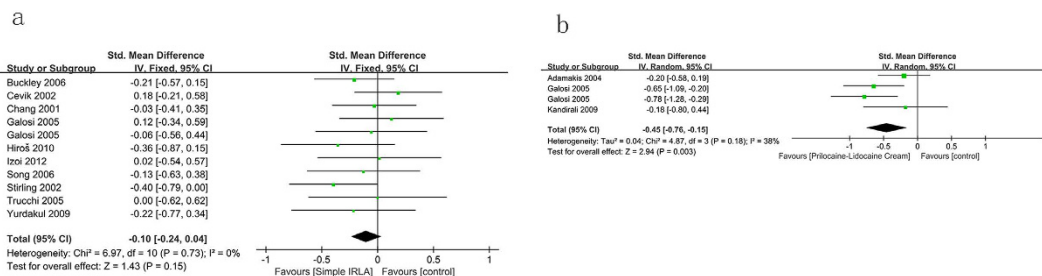 a
Std. Mean Difference Std. Mean Difference
Study or Subgroup IV, Fixed, 95% CI IV, Fixed, 95% CI
Buckley 2006 -0.21 [-0.57, 0.15]
Cevik 2002 0.18 [-0.21, 0.58]
Chang 2001 -0.03 [-0.41, 0.35]
Galosi 2005 0.12 [-0.34, 0.59]
Galosi 2005 -0.06 [-0.56, 0.44]
Hiroš 2010 -0.36 [-0.87, 0.15]
Izol 2012 0.02 [-0.54, 0.57]
Song 2006 -0.13 [-0.63, 0.38]
Stirling 2002 -0.40 [-0.79, 0.00]
Trucchi 2005 0.00 [-0.62, 0.62]
Yurdakul 2009 -0.22 [-0.77, 0.34]
Total (95% CI) -0.10 [-0.24, 0.04]
Heterogeneity: Chi² = 6.97, df = 10 (P = 0.73); I² = 0%
Test for overall effect: Z = 1.43 (P = 0.15)
-1 -0.5 0 0.5 1
Favours [Simple IRLA] Favours [control]
b
Std. Mean Difference Std. Mean Difference
Study or Subgroup IV, Random, 95% CI IV, Random, 95% CI
Adamakis 2004 -0.20 [-0.58, 0.19]
Galosi 2005 -0.65 [-1.09, -0.20]
Galosi 2005 -0.78 [-1.28, -0.29]
Kandirali 2009 -0.18 [-0.80, 0.44]
Total (95% CI) -0.45 [-0.76, -0.15]
Heterogeneity: Tau² = 0.04; Chi² = 4.87, df = 3 (P = 0.18); I² = 38%
Test for overall effect: Z = 2.94 (P = 0.003)
-1 -0.5 0 0.5 1
Favours [Prilocaine-Lidocaine Cream] Favours [control]